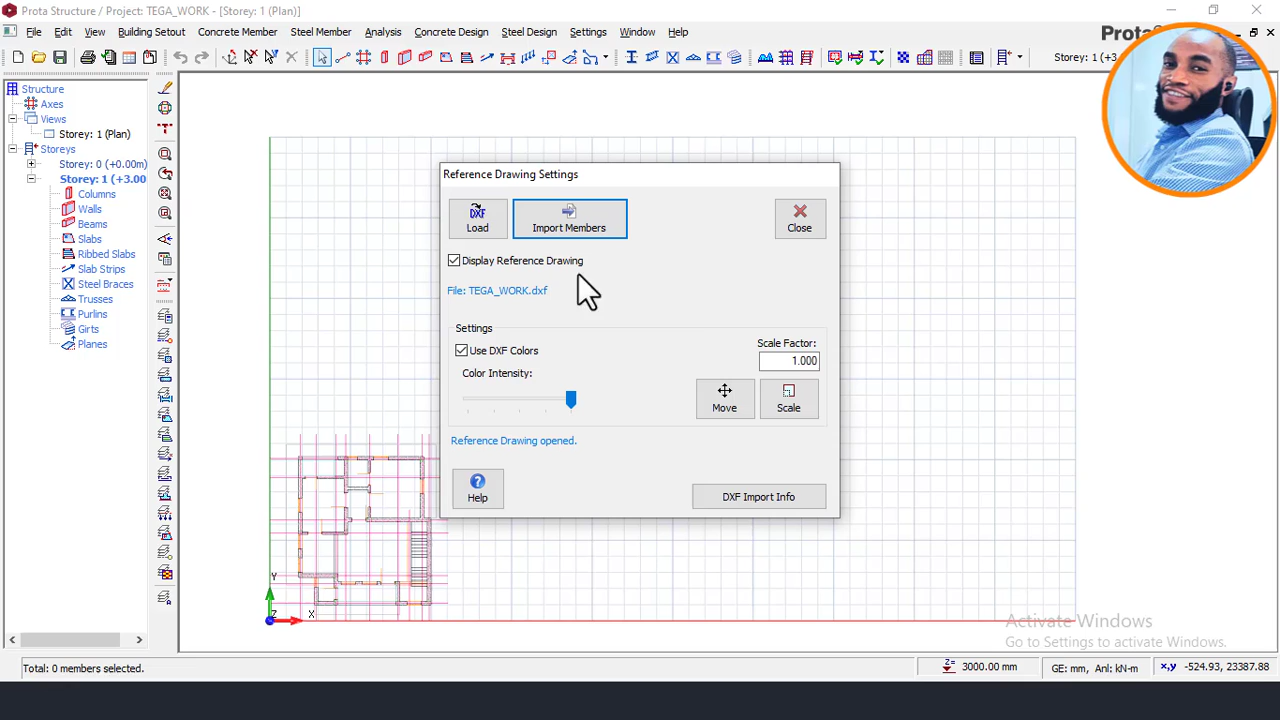 Prota Structure / Project: TEGA_WORK - [Storey: 1 (Plan)]
File Edit View Building Setout Concrete Member Steel Member Analysis Concrete Design Steel Design Settings Window Help
Storey: 1 (+3.0
Structure
Axes
Views
Storey: 1 (Plan)
Storeys
Storey: 0 (+0.00m)
Storey: 1 (+3.00
Columns
Walls
Beams
Slabs
Ribbed Slabs
Slab Strips
Steel Braces
Trusses
Purlins
Girts
Planes
Reference Drawing Settings
DXF
Load
Import Members
Close
Display Reference Drawing
File: TEGA_WORK.dxf
Settings
Use DXF Colors
Scale Factor:
1.000
Color Intensity:
Move
Scale
Reference Drawing opened.
Help
DXF Import Info
Y
Z
X
Activate Windows
Go to Settings to activate Windows.
Total: 0 members selected.
Z= 3000.00 mm
GE: mm, Anl: kN-m
x,y -524.93, 23387.88